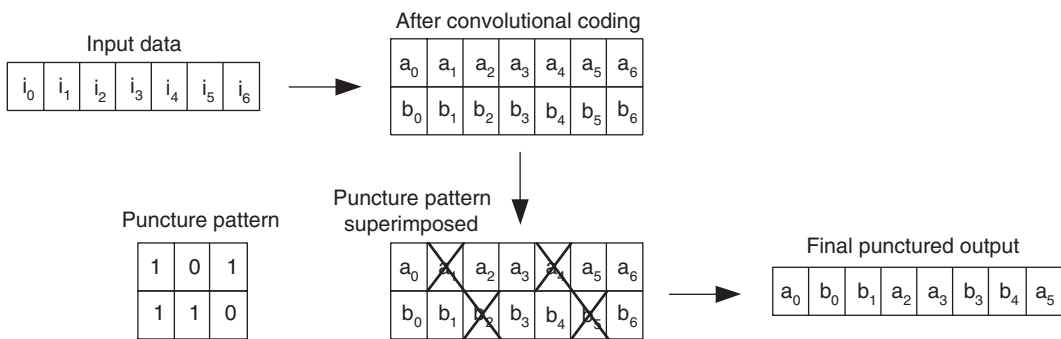 After convolutional coding
Input data
i0 i1 i2 i3 i4 i5 i6
a0 a1 a2 a3 a4 a5 a6
b0 b1 b2 b3 b4 b5 b6
Puncture pattern
superimposed
Puncture pattern
1 0 1
1 1 0
a0 a1 a2 a3 a4 a5 a6
b0 b1 b2 b3 b4 b5 b6
Final punctured output
a0 b0 b1 a2 a3 b3 b4 a5